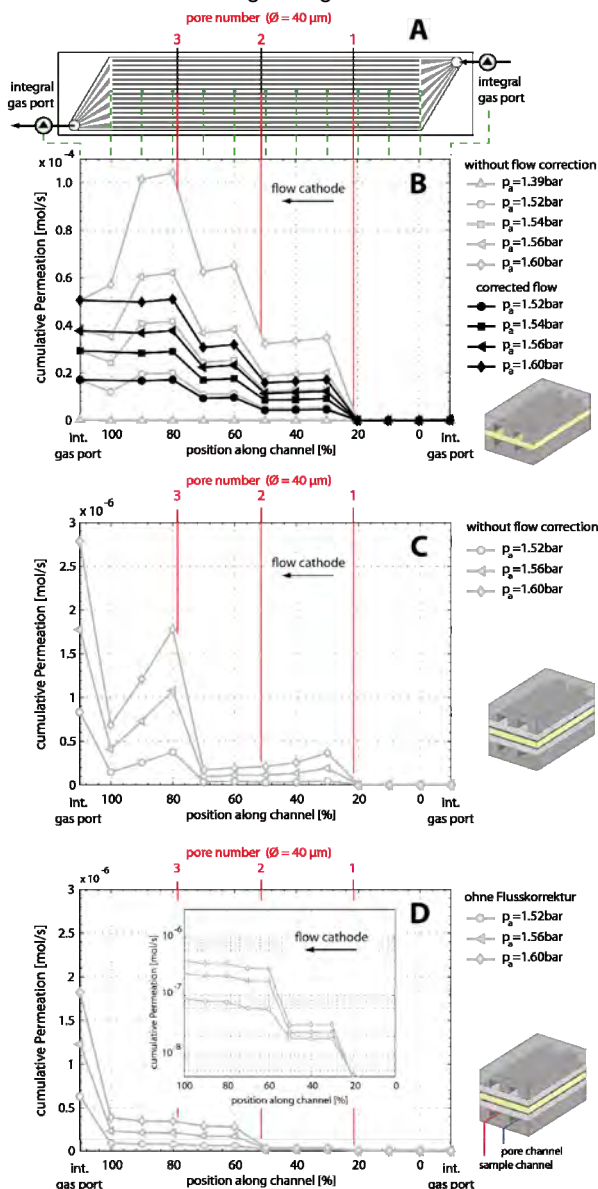 pore number (Ø = 40 μm)
3 2 1
A
integral
gas port
integral
gas port
x 10⁻⁴
B
flow cathode
cumulative Permeation [mol/s]
1.0
0.8
0.6
0.4
0.2
0
int.
gas port
100 80 60 40 20 0
int.
gas port
position along channel [%]
without flow correction
pₐ=1.39bar
pₐ=1.52bar
pₐ=1.54bar
pₐ=1.56bar
pₐ=1.60bar
corrected flow
pₐ=1.52bar
pₐ=1.54bar
pₐ=1.56bar
pₐ=1.60bar
pore number (Ø = 40 μm)
3 2 1
x 10⁻⁶
C
flow cathode
cumulative Permeation [mol/s]
3
2.5
2
1.5
1
0.5
0
int.
gas port
100 80 60 40 20 0
int.
gas port
position along channel [%]
without flow correction
pₐ=1.52bar
pₐ=1.56bar
pₐ=1.60bar
pore number (Ø = 40 μm)
3 2 1
x 10⁻⁶
D
flow cathode
cumulative Permeation [mol/s]
3
2.5
2
1.5
1
0.5
0
cumulative Permeation [mol/s]
10⁻⁶
10⁻⁷
10⁻⁸
100 80 60 40 20 0
position along channel [%]
int.
gas port
100 80 60 40 20 0
int.
gas port
position along channel [%]
ohne Flusskorrektur
pₐ=1.52bar
pₐ=1.56bar
pₐ=1.60bar
pore channel
sample channel